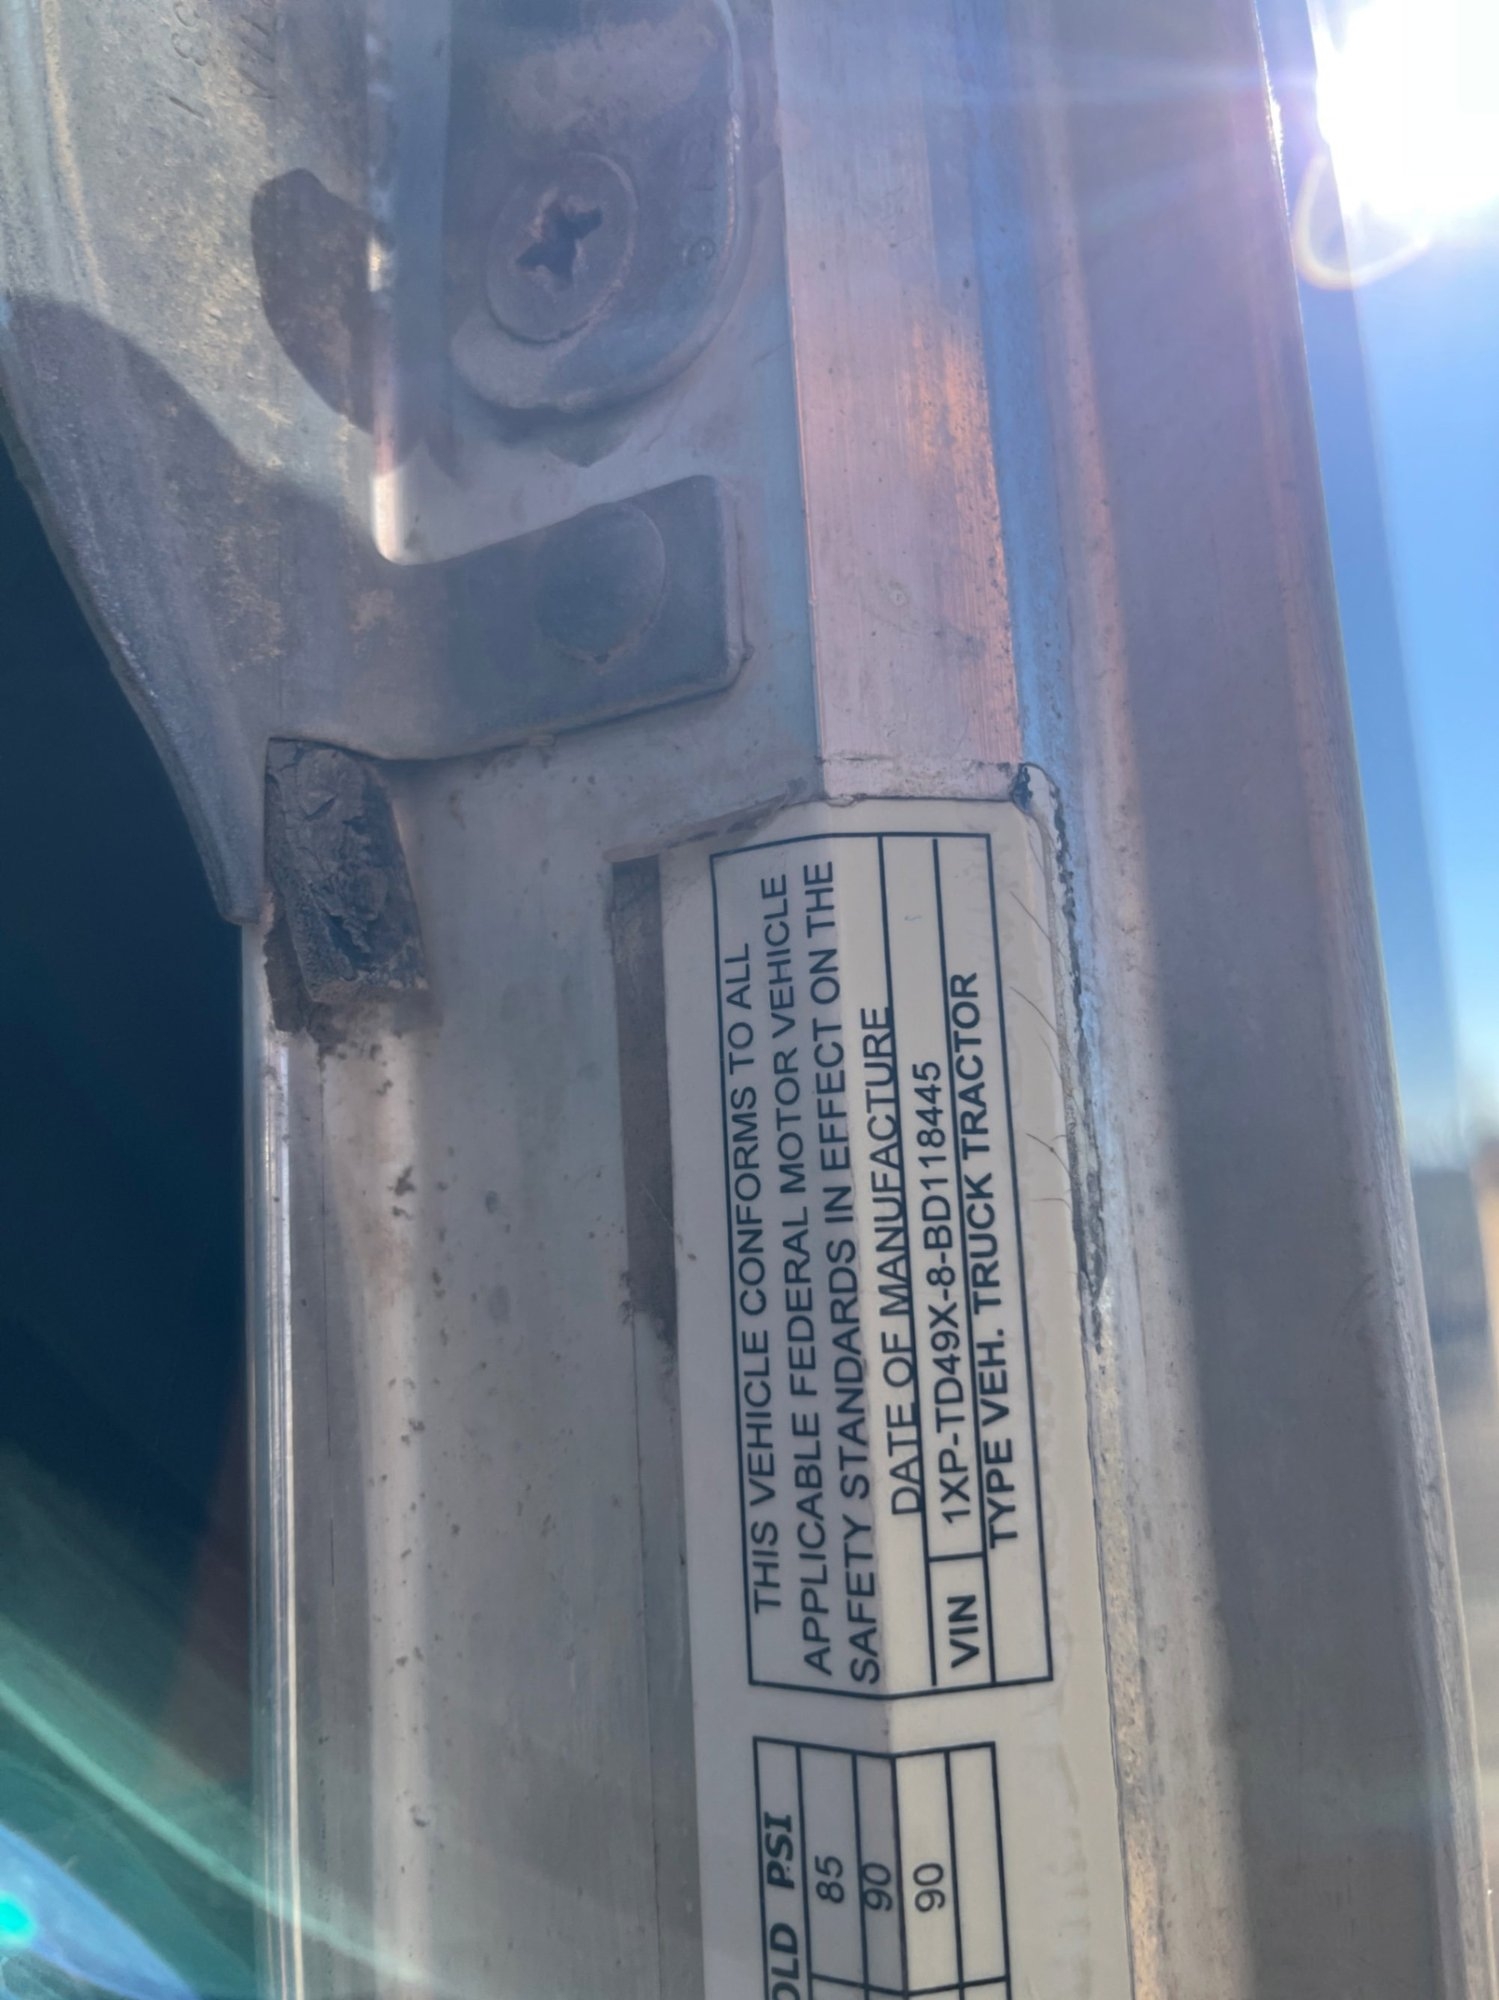 THIS VEHICLE CONFORMS TO ALL
APPLICABLE FEDERAL MOTOR VEHICLE
SAFETY STANDARDS IN EFFECT ON THE
DATE OF MANUFACTURE
VIN 1XP-TD49X-8-BD118445
TYPE VEH. TRUCK TRACTOR
OLD PSI
85
90
90